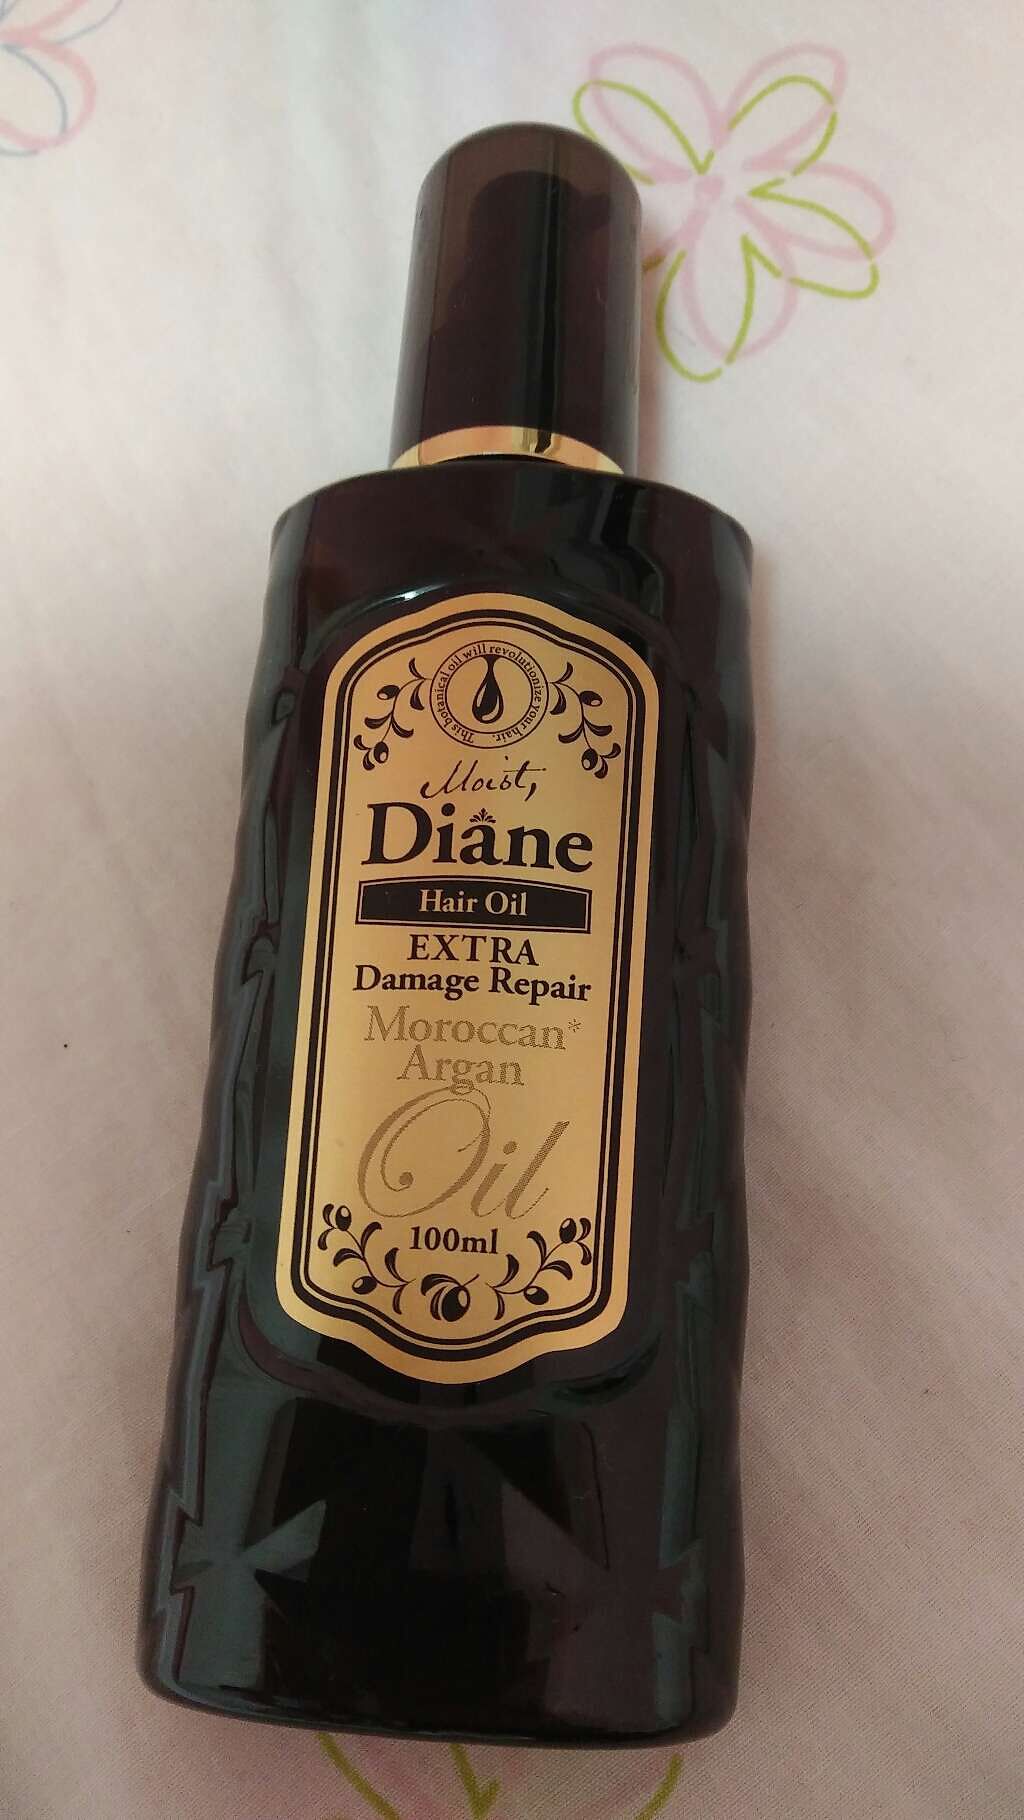 This botanical oil will revolutionize your hair.
Moist,
Diane
Hair Oil
EXTRA
Damage Repair
Moroccan*
Argan
Oil
100ml